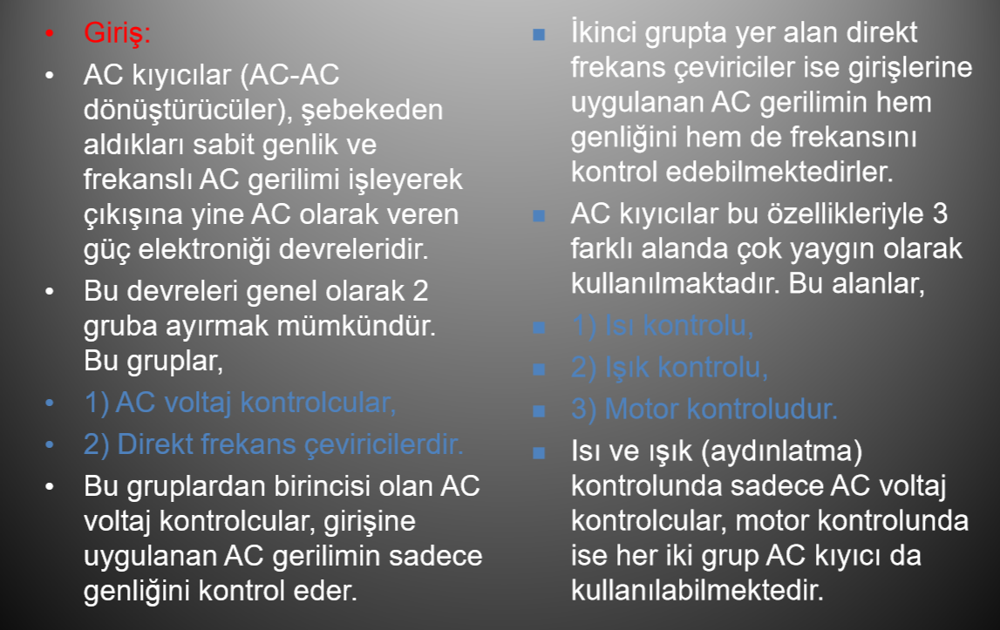 Giriş:
AC kıyıcılar (AC-AC
dönüştürücüler), şebekeden
aldıkları sabit genlik ve
frekanslı AC gerilimi işleyerek
çıkışına yine AC olarak veren
güç elektroniği devreleridir.
Bu devreleri genel olarak 2
gruba ayırmak mümkündür.
Bu gruplar,
1) AC voltaj kontrolcular,
2) Direkt frekans çeviricilerdir.
Bu gruplardan birincisi olan AC
voltaj kontrolcular, girişine
uygulanan AC gerilimin sadece
genliğini kontrol eder.
İkinci grupta yer alan direkt
frekans çeviriciler ise girişlerine
uygulanan AC gerilimin hem
genliğini hem de frekansını
kontrol edebilmektedirler.
AC kıyıcılar bu özellikleriyle 3
farklı alanda çok yaygın olarak
kullanılmaktadır. Bu alanlar,
1) Isı kontrolu,
2) Işık kontrolu,
3) Motor kontroludur.
Isı ve ışık (aydınlatma)
kontrolunda sadece AC voltaj
kontrolcular, motor kontrolunda
ise her iki grup AC kıyıcı da
kullanılabilmektedir.